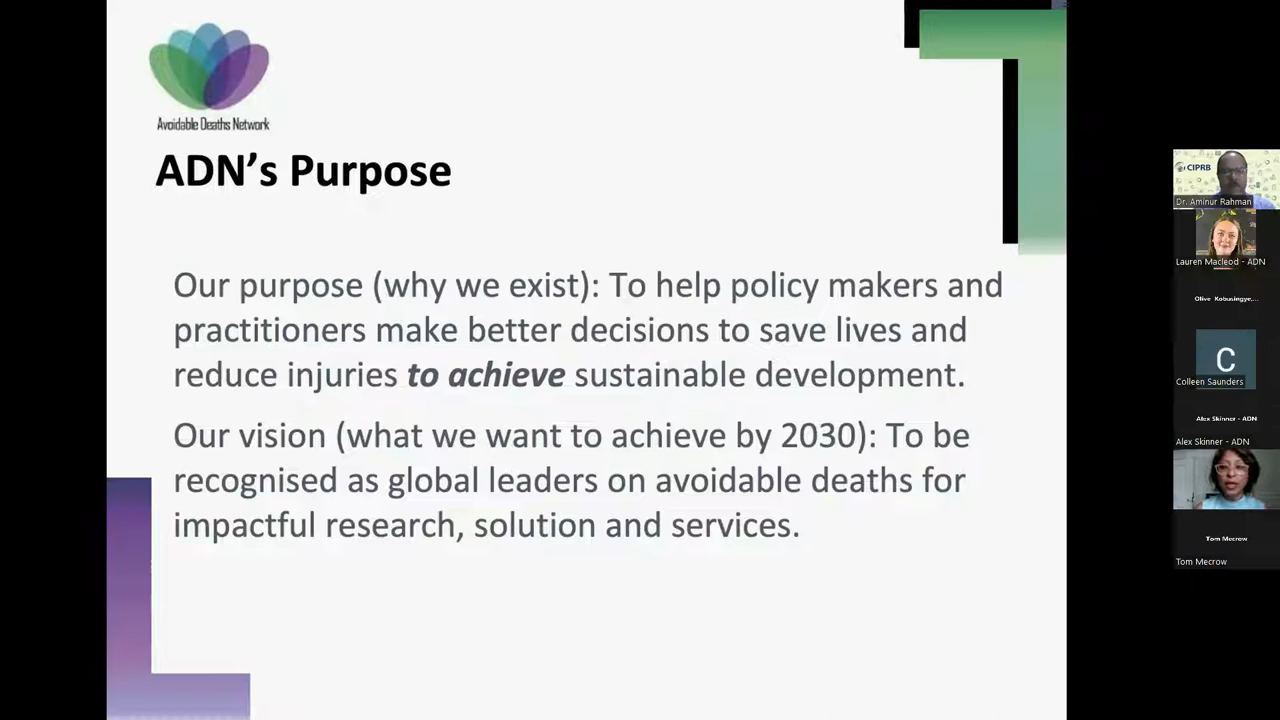 Avoidable Deaths Network
ADN's Purpose
Our purpose (why we exist): To help policy makers and
practitioners make better decisions to save lives and
reduce injuries to achieve sustainable development.
Our vision (what we want to achieve by 2030): To be
recognised as global leaders on avoidable deaths for
impactful research, solution and services.
CIPRB
Dr. Aminur Rahman
Lauren Macleod - ADN
Olive Kobusingye,...
C
Colleen Saunders
Alex Skinner - ADN
Alex Skinner - ADN
Tom Mecrow
Tom Mecrow